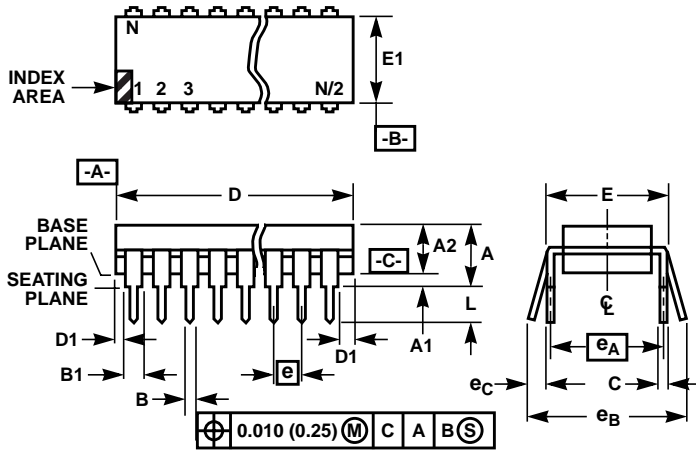 N
E1
INDEX
AREA
1 2 3 N/2
-B-
-A-
D
E
BASE
PLANE
A2
A
-C-
SEATING
PLANE
L
C
L
D1
A1
D1
e
eA
B1
eC
C
B
eB
⌖ 0.010 (0.25) Ⓜ C A B Ⓢ